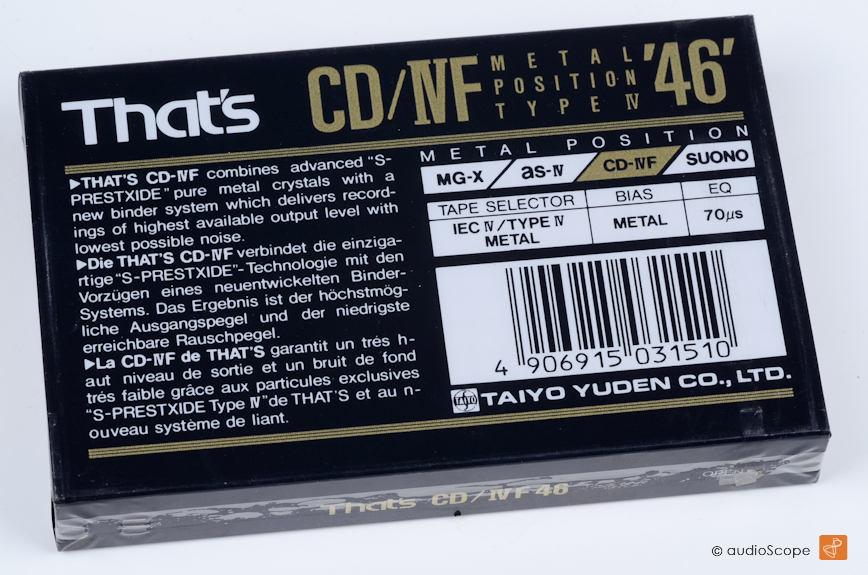 That's
CD/IVF
METAL
POSITION
TYPE IV
'46'
▶THAT'S CD-IVF combines advanced "S-
PRESTXIDE" pure metal crystals with a
new binder system which delivers record-
ings of highest available output level with
lowest possible noise.
▶Die THAT'S CD-IVF verbindet die einziga-
rtige "S-PRESTXIDE"-Technologie mit den
Vorzügen eines neuentwickelten Binder-
Systems. Das Ergebnis ist der höchstmög-
liche Ausgangspegel und der niedrigste
erreichbare Rauschpegel.
▶La CD-IVF de THAT'S garantit un trés h-
aut niveau de sortie et un bruit de fond
trés faible grâce aux particules exclusives
"S-PRESTXIDE Type IV" de THAT'S et au n-
ouveau système de liant.
METAL POSITION
MG-X as-IV CD-IVF SUONO
TAPE SELECTOR BIAS EQ
IEC IV/TYPE IV METAL 70μs
METAL
4 906915 031510
TAIYO TAIYO YUDEN CO., LTD.
That's CD/IVF 46
OPEN
© audioScope